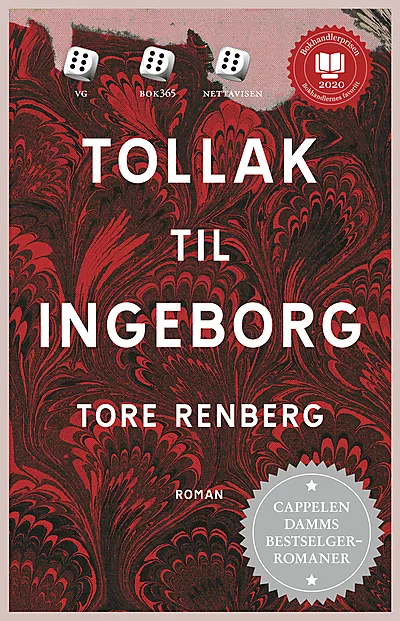 VG
BOK365
NETTAVISEN
Bokhandlerprisen
2020
Bokhandlernes favoritt
TOLLAK
TIL
INGEBORG
TORE RENBERG
ROMAN
CAPPELEN
DAMMS
BESTSELGER-
ROMANER